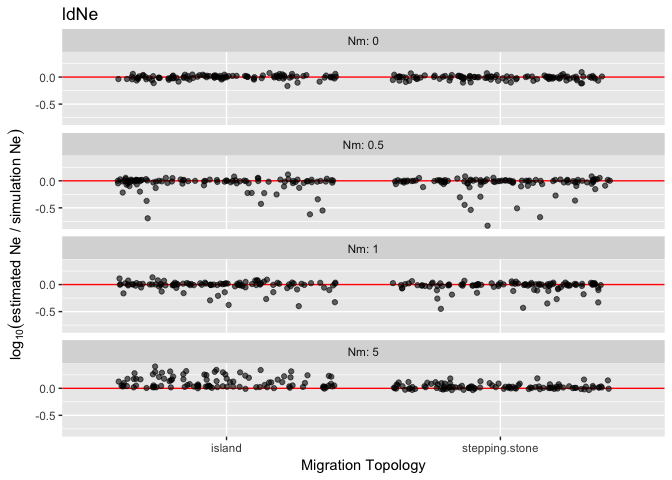 ldNe
Nm: 0
0.0
-0.5
Nm: 0.5
0.0
-0.5
Nm: 1
0.0
-0.5
Nm: 5
0.0
-0.5
log₁₀(estimated Ne / simulation Ne)
island
stepping.stone
Migration Topology